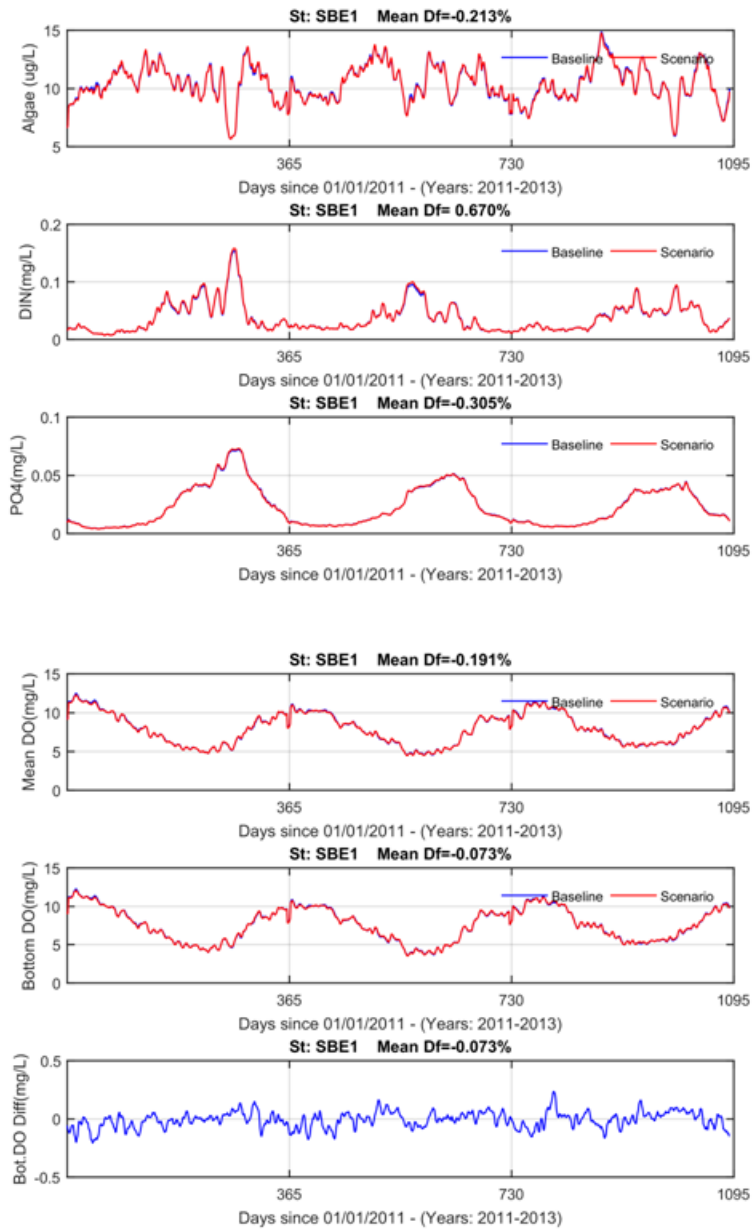 St: SBE1 Mean Df=-0.213%
15
10
5
Algae (ug/L)
Baseline Scenario
365 730 1095
Days since 01/01/2011 - (Years: 2011-2013)
St: SBE1 Mean Df= 0.670%
0.2
0.1
0
DIN(mg/L)
Baseline Scenario
365 730 1095
Days since 01/01/2011 - (Years: 2011-2013)
St: SBE1 Mean Df=-0.305%
0.1
0.05
0
PO4(mg/L)
Baseline Scenario
365 730 1095
Days since 01/01/2011 - (Years: 2011-2013)
St: SBE1 Mean Df=-0.191%
15
10
5
0
Mean DO(mg/L)
Baseline Scenario
365 730 1095
Days since 01/01/2011 - (Years: 2011-2013)
St: SBE1 Mean Df=-0.073%
15
10
5
0
Bottom DO(mg/L)
Baseline Scenario
365 730 1095
Days since 01/01/2011 - (Years: 2011-2013)
St: SBE1 Mean Df=-0.073%
0.5
0
-0.5
Bot.DO Diff(mg/L)
365 730 1095
Days since 01/01/2011 - (Years: 2011-2013)